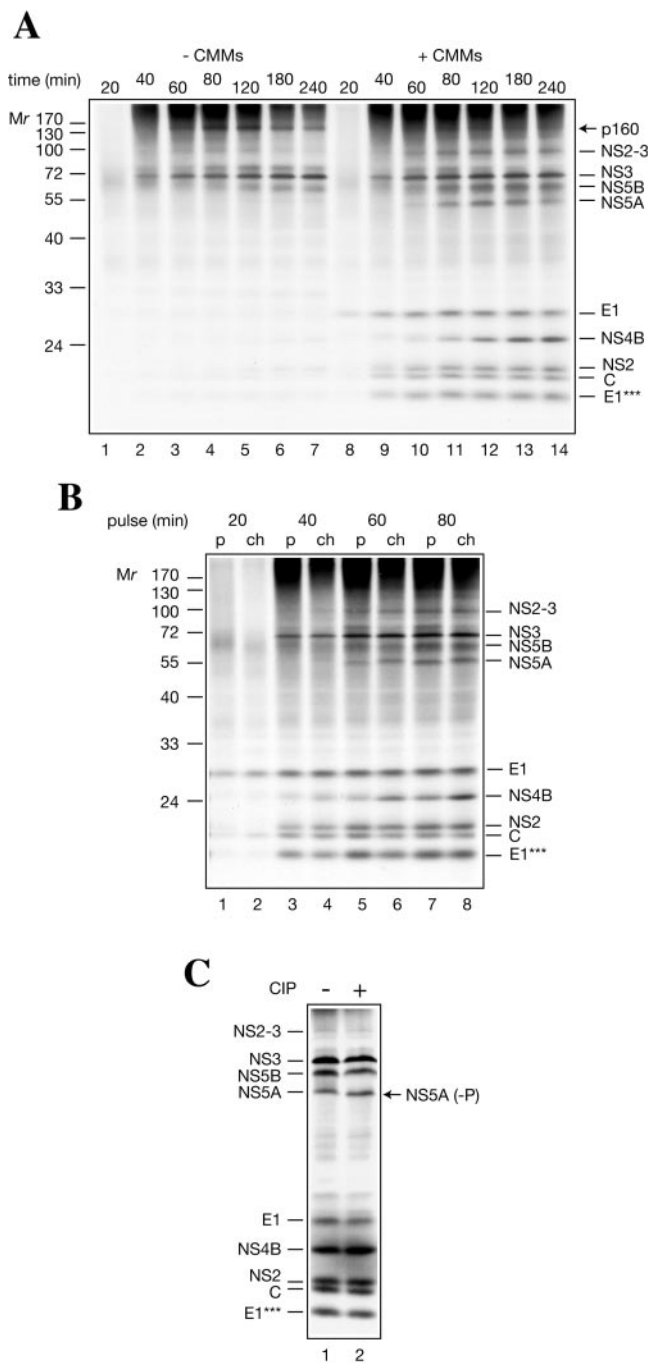 A
- CMMs + CMMs
time (min) 20 40 60 80 120 180 240 20 40 60 80 120 180 240
Mr 170
130
100
72
55
40
33
24
p160
NS2-3
NS3
NS5B
NS5A
E1
NS4B
NS2
C
E1***
1 2 3 4 5 6 7 8 9 10 11 12 13 14
B
pulse (min) 20 40 60 80
p ch p ch p ch p ch
Mr 170
130
100
72
55
40
33
24
NS2-3
NS3
NS5B
NS5A
E1
NS4B
NS2
C
E1***
1 2 3 4 5 6 7 8
C
CIP - +
NS2-3
NS3
NS5B
NS5A
NS5A (-P)
E1
NS4B
NS2
C
E1***
1 2